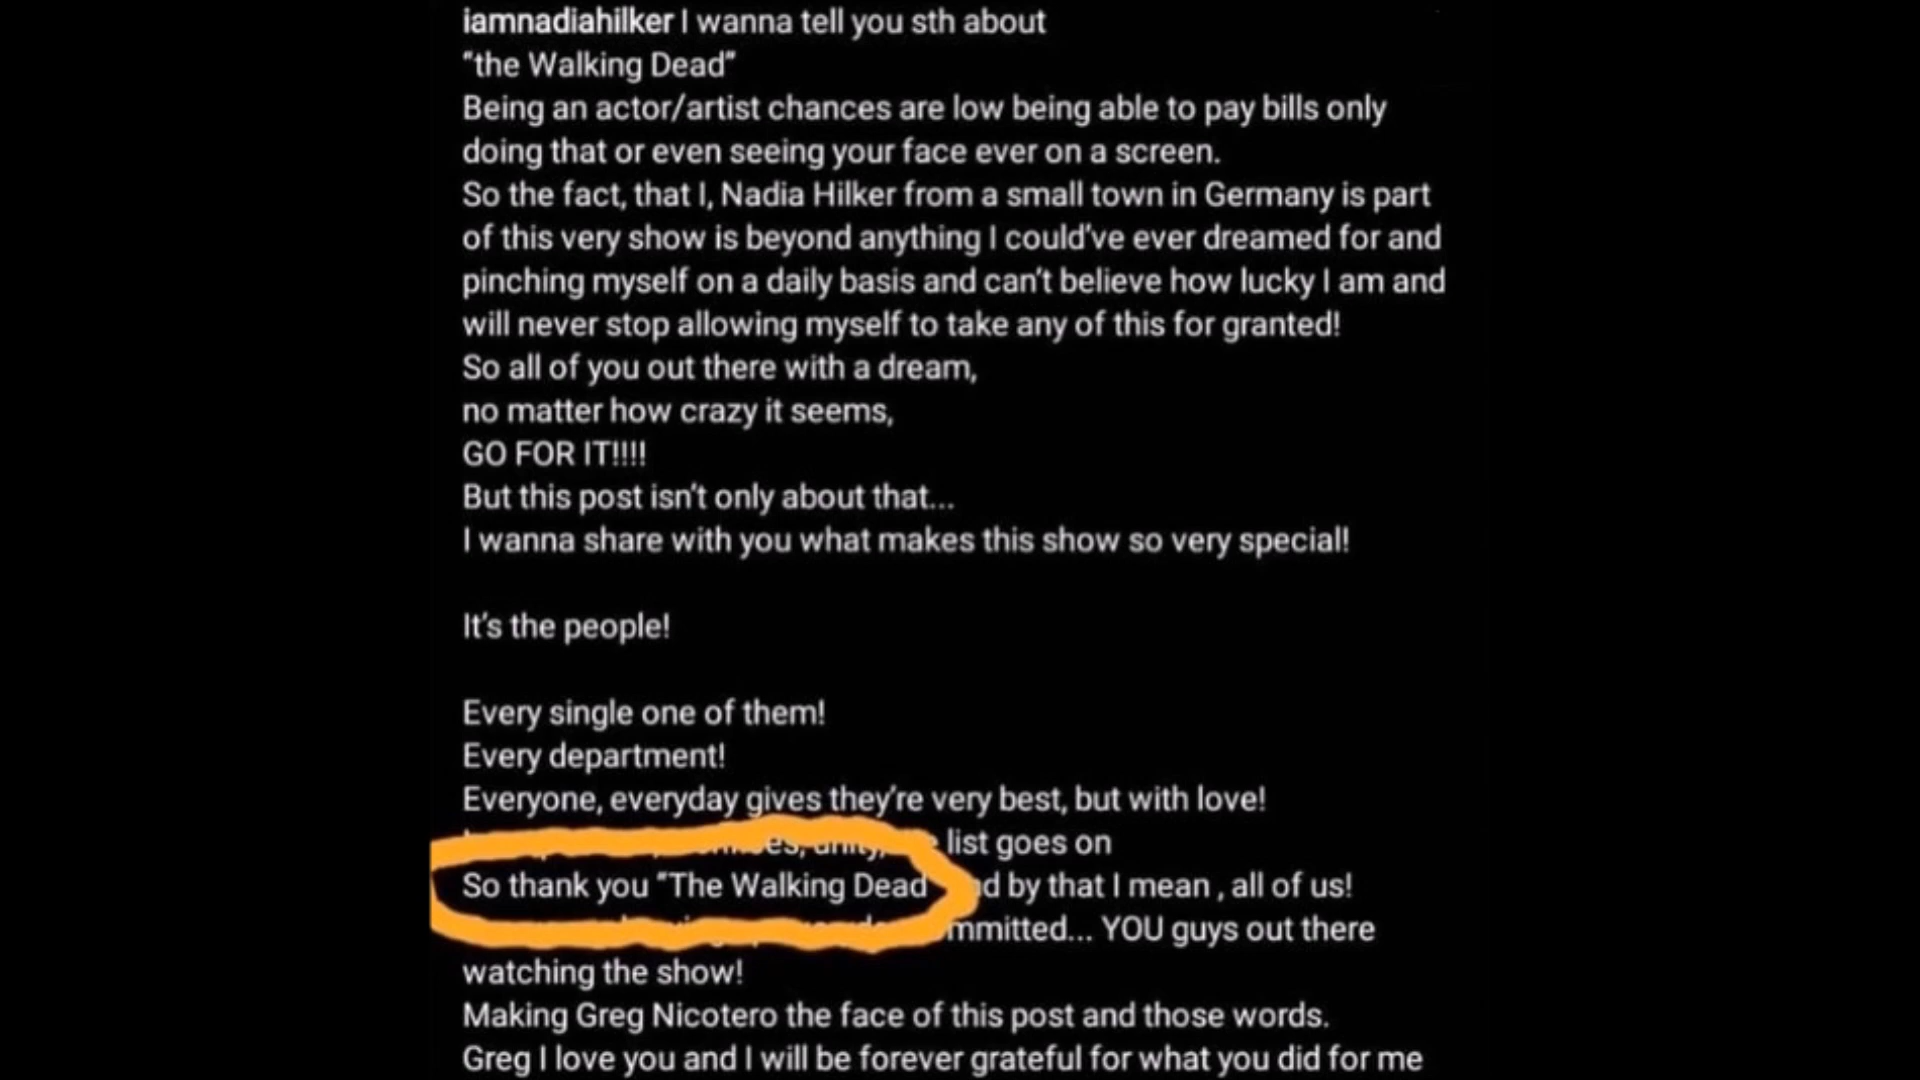 iamnadiahilker I wanna tell you sth about
“the Walking Dead”
Being an actor/artist chances are low being able to pay bills only
doing that or even seeing your face ever on a screen.
So the fact, that I, Nadia Hilker from a small town in Germany is part
of this very show is beyond anything I could’ve ever dreamed for and
pinching myself on a daily basis and can’t believe how lucky I am and
will never stop allowing myself to take any of this for granted!
So all of you out there with a dream,
no matter how crazy it seems,
GO FOR IT!!!!
But this post isn’t only about that...
I wanna share with you what makes this show so very special!
It’s the people!
Every single one of them!
Every department!
Everyone, everyday gives they’re very best, but with love!
list goes on
So thank you “The Walking Dead by that I mean , all of us!
YOU guys out there
watching the show!
Making Greg Nicotero the face of this post and those words.
Greg I love you and I will be forever grateful for what you did for me